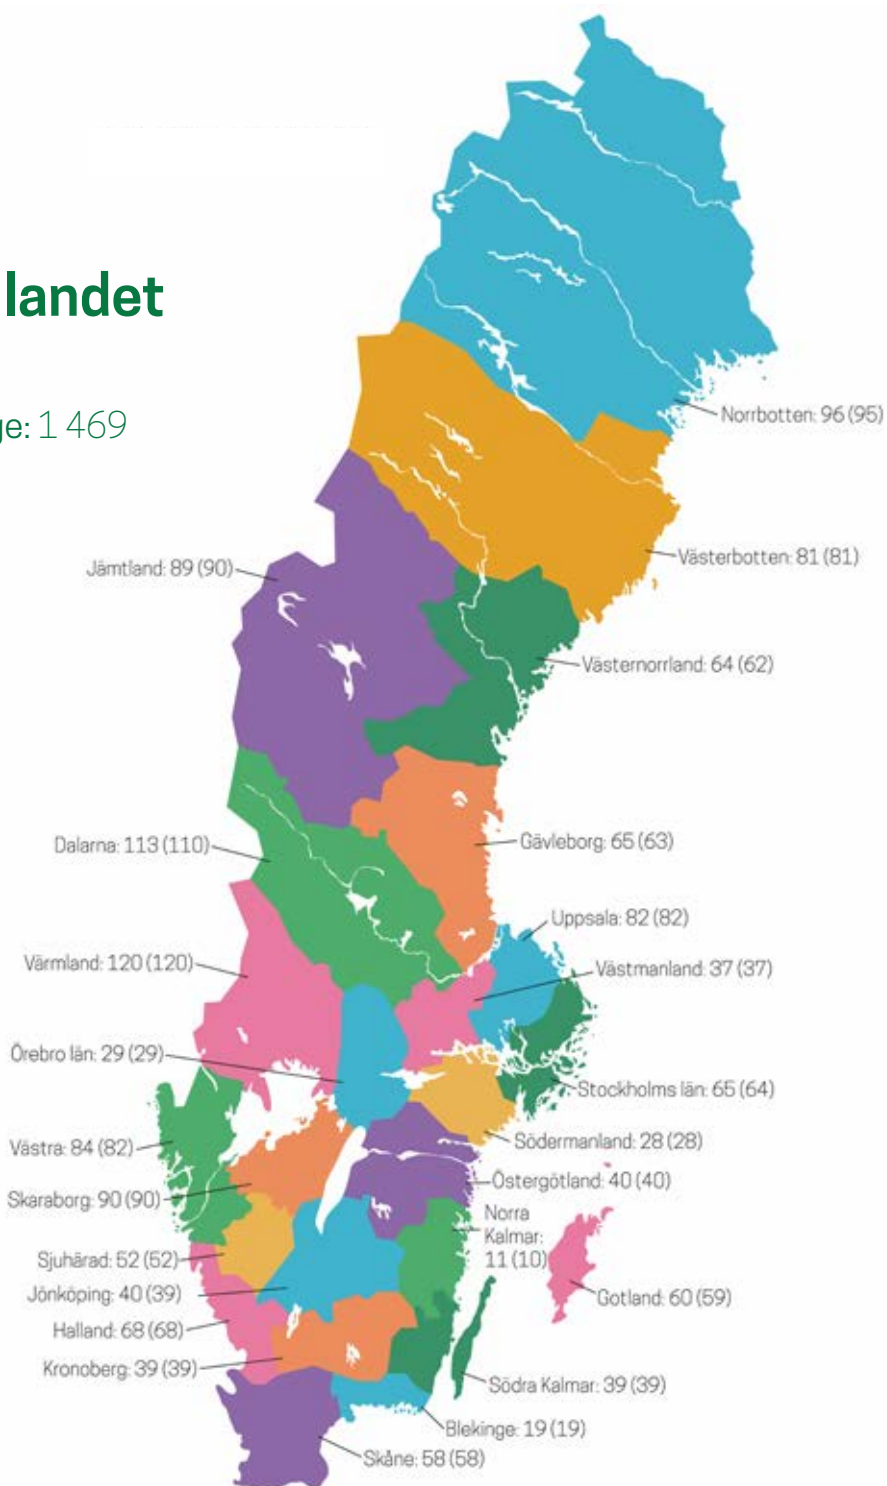 landet
ge: 1 469
Norrbotten: 96 (95)
Västerbotten: 81 (81)
Jämtland: 89 (90)
Västernorrland: 64 (62)
Dalarna: 113 (110)
Gävleborg: 65 (63)
Uppsala: 82 (82)
Värmland: 120 (120)
Västmanland: 37 (37)
Örebro län: 29 (29)
Stockholms län: 65 (64)
Västra: 84 (82)
Södermanland: 28 (28)
Skaraborg: 90 (90)
Östergötland: 40 (40)
Norra
Kalmar:
11 (10)
Sjuhärad: 52 (52)
Jönköping: 40 (39)
Gotland: 60 (59)
Halland: 68 (68)
Kronoberg: 39 (39)
Södra Kalmar: 39 (39)
Blekinge: 19 (19)
Skåne: 58 (58)